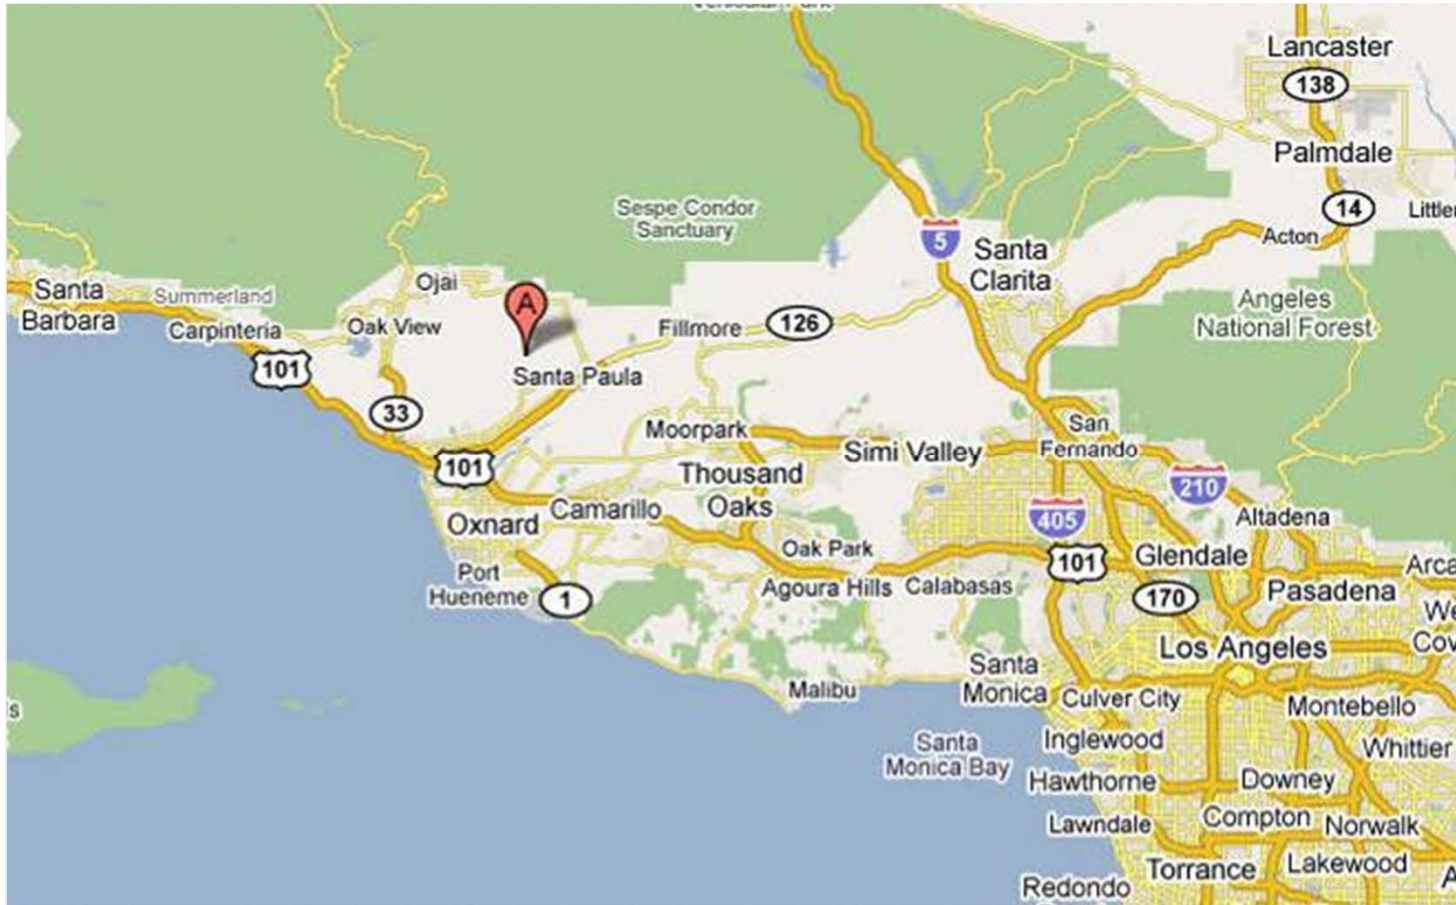 Lancaster
138
Palmdale
14
Little
Sespe Condor
Sanctuary
5
Santa
Clarita
Acton
Ojai
A
Santa
Barbara
Summerland
Carpinteria
Oak View
Fillmore
126
Angeles
National Forest
101
Santa Paula
33
Moorpark
Simi Valley
San
Fernando
101
Thousand
Oaks
210
Camarillo
405
Altadena
Oxnard
Oak Park
101
Glendale
Arca
Port
Hueneme
1
Agoura Hills
Calabasas
170
Pasadena
We
Cov
Los Angeles
Santa
Monica
Malibu
Culver City
Montebello
s
Santa
Monica Bay
Inglewood
Whittier
Hawthorne
Downey
Lawndale
Compton
Norwalk
Torrance
Lakewood
A
Redondo